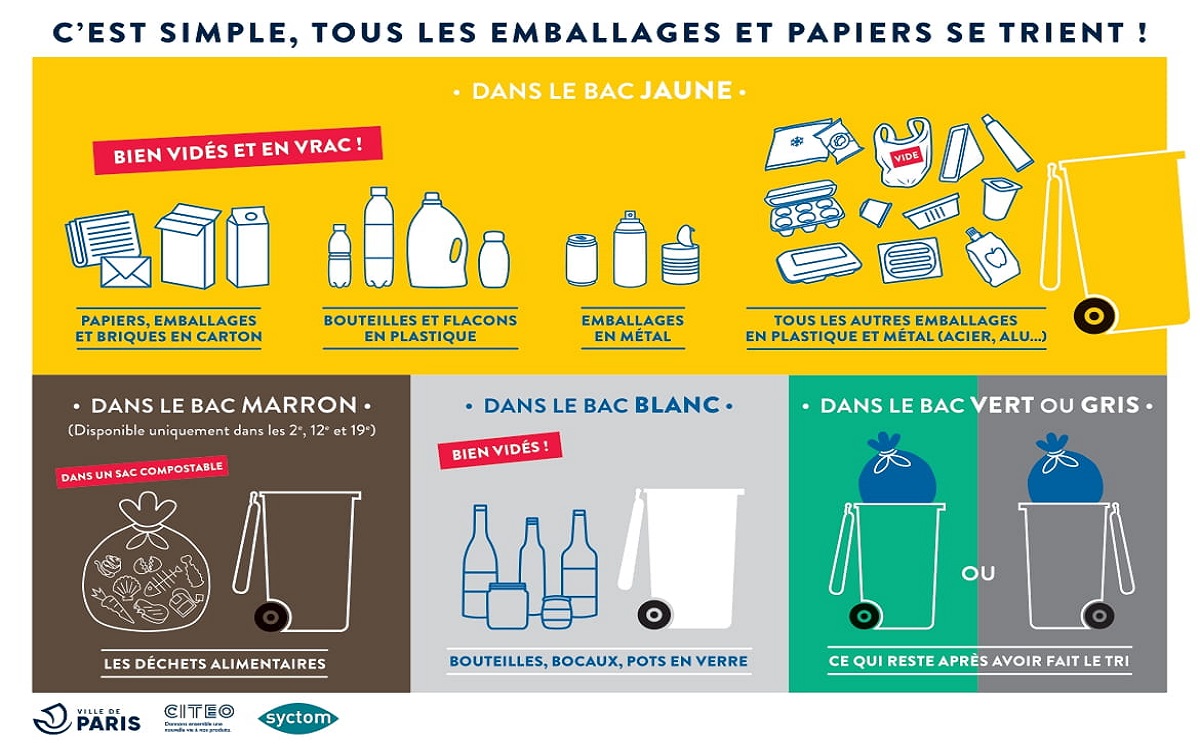 C'EST SIMPLE, TOUS LES EMBALLAGES ET PAPIERS SE TRIENT !
• DANS LE BAC JAUNE •
BIEN VIDÉS ET EN VRAC !
VIDE
PAPIERS, EMBALLAGES
ET BRIQUES EN CARTON
BOUTEILLES ET FLACONS
EN PLASTIQUE
EMBALLAGES
EN MÉTAL
TOUS LES AUTRES EMBALLAGES
EN PLASTIQUE ET MÉTAL (ACIER, ALU...)
• DANS LE BAC MARRON •
(Disponible uniquement dans les 2e, 12e et 19e)
DANS UN SAC COMPOSTABLE
LES DÉCHETS ALIMENTAIRES
• DANS LE BAC BLANC •
BIEN VIDÉS !
BOUTEILLES, BOCAUX, POTS EN VERRE
• DANS LE BAC VERT OU GRIS •
OU
CE QUI RESTE APRÈS AVOIR FAIT LE TRI
VILLE DE
PARIS
CITEO
Donnons ensemble une
nouvelle vie à nos produits.
syctom